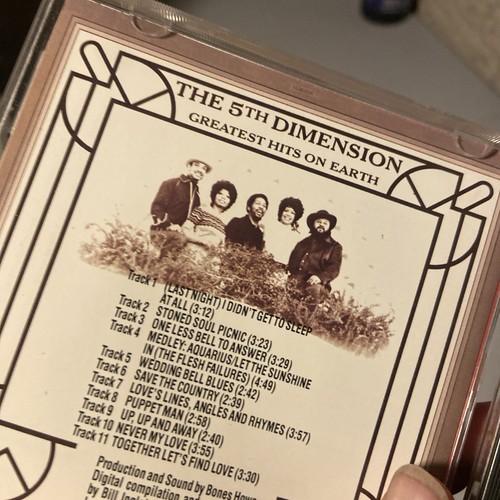 THE 5TH DIMENSION
GREATEST HITS ON EARTH
Track 1 (LAST NIGHT) I DIDN'T GET TO SLEEP
AT ALL (3:12)
Track 2 STONED SOUL PICNIC (3:23)
Track 3 ONE LESS BELL TO ANSWER (3:29)
Track 4 MEDLEY: AQUARIUS/LET THE SUNSHINE
IN (THE FLESH FAILURES) (4:49)
Track 5 WEDDING BELL BLUES (2:42)
Track 6 SAVE THE COUNTRY (2:39)
Track 7 LOVE'S LINES, ANGLES AND RHYMES (3:57)
Track 8 PUPPET MAN (2:58)
Track 9 UP, UP AND AWAY (2:40)
Track 10 NEVER MY LOVE (3:55)
Track 11 TOGETHER LET'S FIND LOVE (3:30)
Production and Sound by Bones
Digital compilation
by Bill